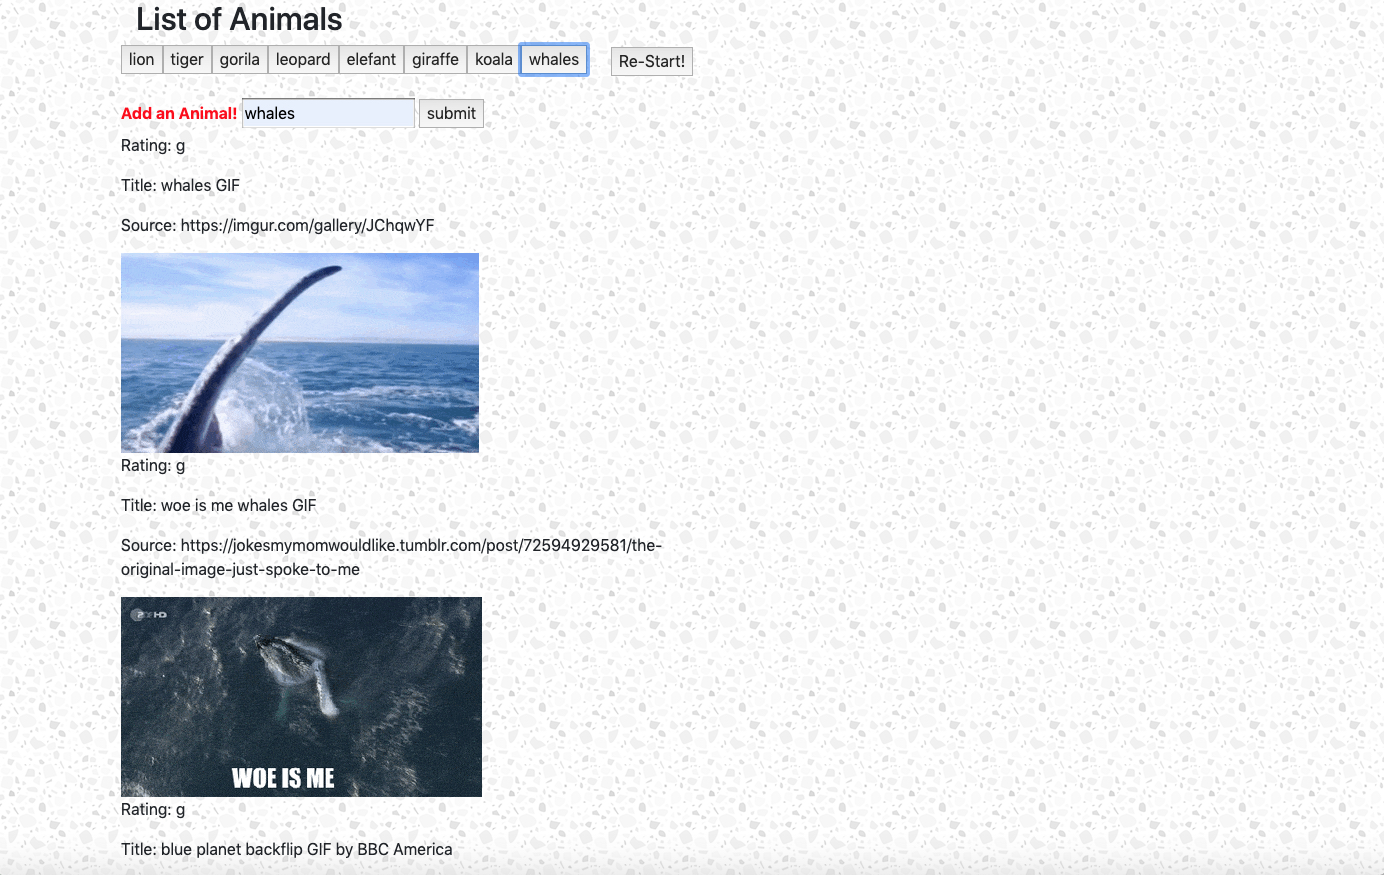 List of Animals
lion tiger gorila leopard elefant giraffe koala whales Re-Start!
Add an Animal! whales submit
Rating: g
Title: whales GIF
Source: https://imgur.com/gallery/JChqwYF
Rating: g
Title: woe is me whales GIF
Source: https://jokesmymomwouldlike.tumblr.com/post/72594929581/the-
original-image-just-spoke-to-me
WOE IS ME
Rating: g
Title: blue planet backflip GIF by BBC America